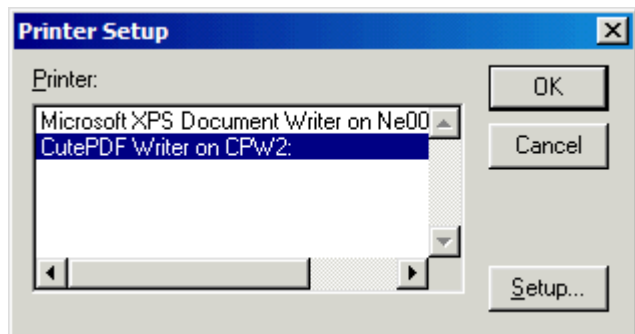 Printer Setup
Printer:
OK
Microsoft XPS Document Writer on Ne00
CutePDF Writer on CPW2:
Cancel
Setup...